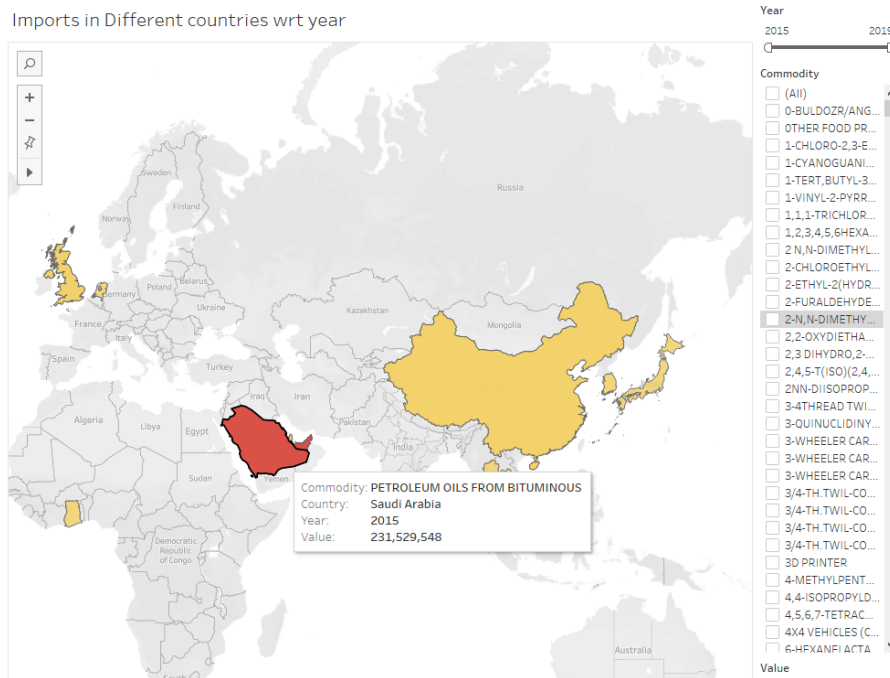 Imports in Different countries wrt year
Sweden
Finland
Norway
Russia
Poland
Belarus
Germany
Ukraine
Kazakhstan
Mongolia
France
Italy
Spain
Turkey
Iraq
Iran
Pakistan
Algeria
Libya
Egypt
India
Sudan
Yemen
Commodity: PETROLEUM OILS FROM BITUMINOUS
Country: Saudi Arabia
Year: 2015
Value: 231,529,548
Democratic
Republic
of Congo
Australia
South
Year
2015 2019
Commodity
(All)
0-BULDOZR/ANG...
0THER FOOD PR...
1-CHLORO-2,3-E...
1-CYANOGUANI...
1-TERT,BUTYL-3...
1-VINYL-2-PYRR...
1,1,1-TRICHLOR...
1,2,3,4,5,6HEXA...
2 N,N-DIMETHYL...
2-CHLOROETHYL...
2-ETHYL-2(HYDR...
2-FURALDEHYDE...
2-N,N-DIMETHY...
2,2-OXYDIETHA...
2,3 DIHYDRO,2-...
2,4,5-T(ISO)(2,4,...
2NN-DIISOPROP...
3-4THREAD TWI...
3-QUINUCLIDINY...
3-WHEELER CAR...
3-WHEELER CAR...
3-WHEELER CAR...
3/4-TH.TWIL-CO...
3/4-TH.TWIL-CO...
3/4-TH.TWIL-CO...
3/4-TH.TWIL-CO...
3D PRINTER
4-METHYLPENT...
4,4-ISOPROPYLD...
4,5,6,7-TETRAC...
4X4 VEHICLES (C...
6-HEXANELACTA...
Value